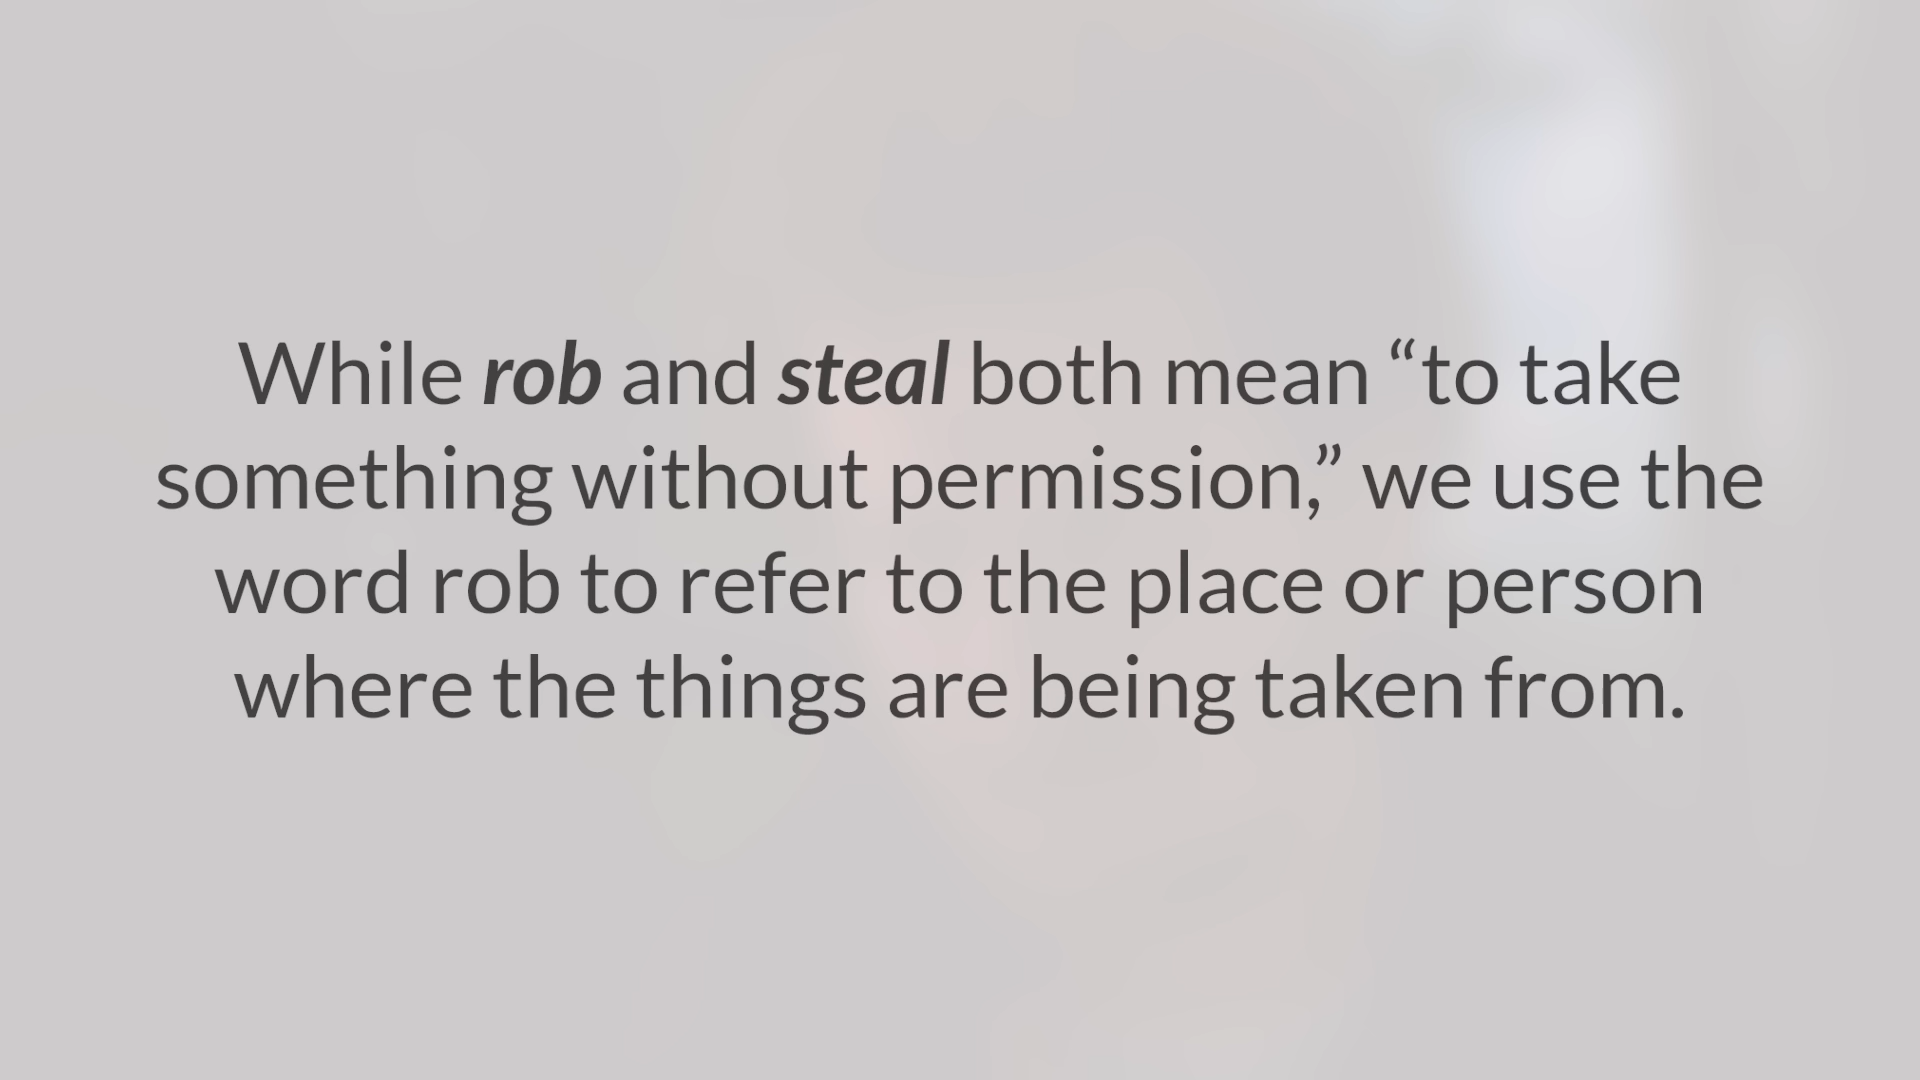 While rob and steal both mean “to take
something without permission,” we use the
word rob to refer to the place or person
where the things are being taken from.